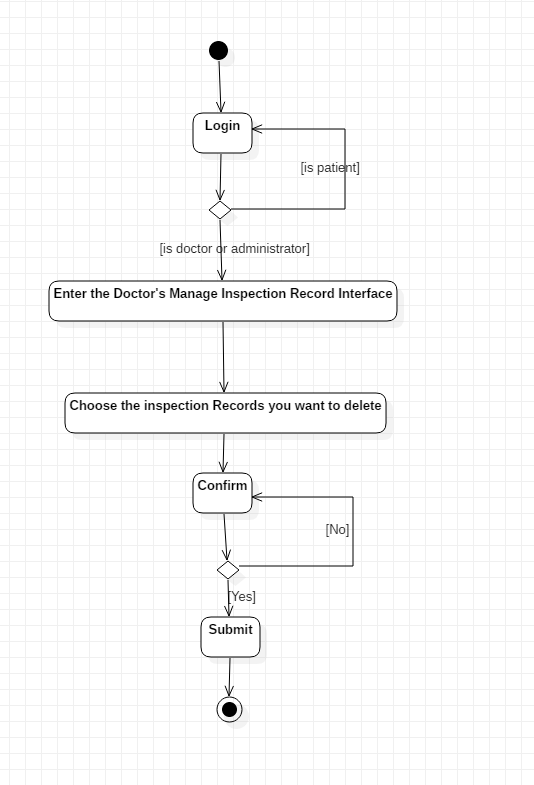 Login
[is patient]
[is doctor or administrator]
Enter the Doctor's Manage Inspection Record Interface
Choose the inspection Records you want to delete
Confirm
[No]
[Yes]
Submit